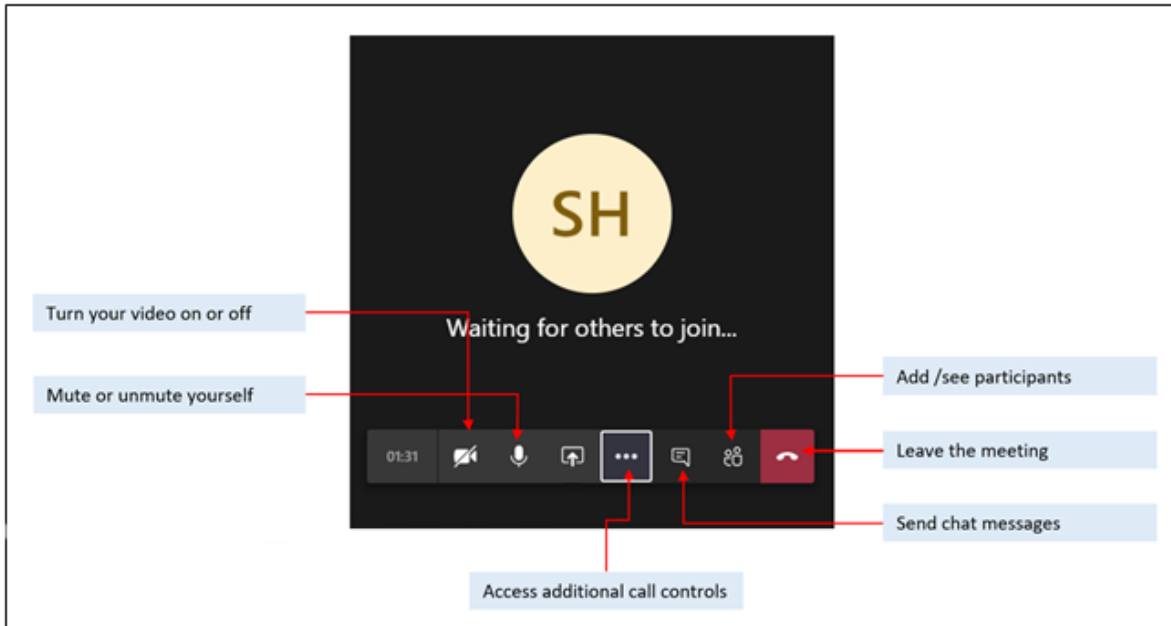 SH
Waiting for others to join...
Turn your video on or off
Mute or unmute yourself
01:31
Add /see participants
Leave the meeting
Send chat messages
Access additional call controls